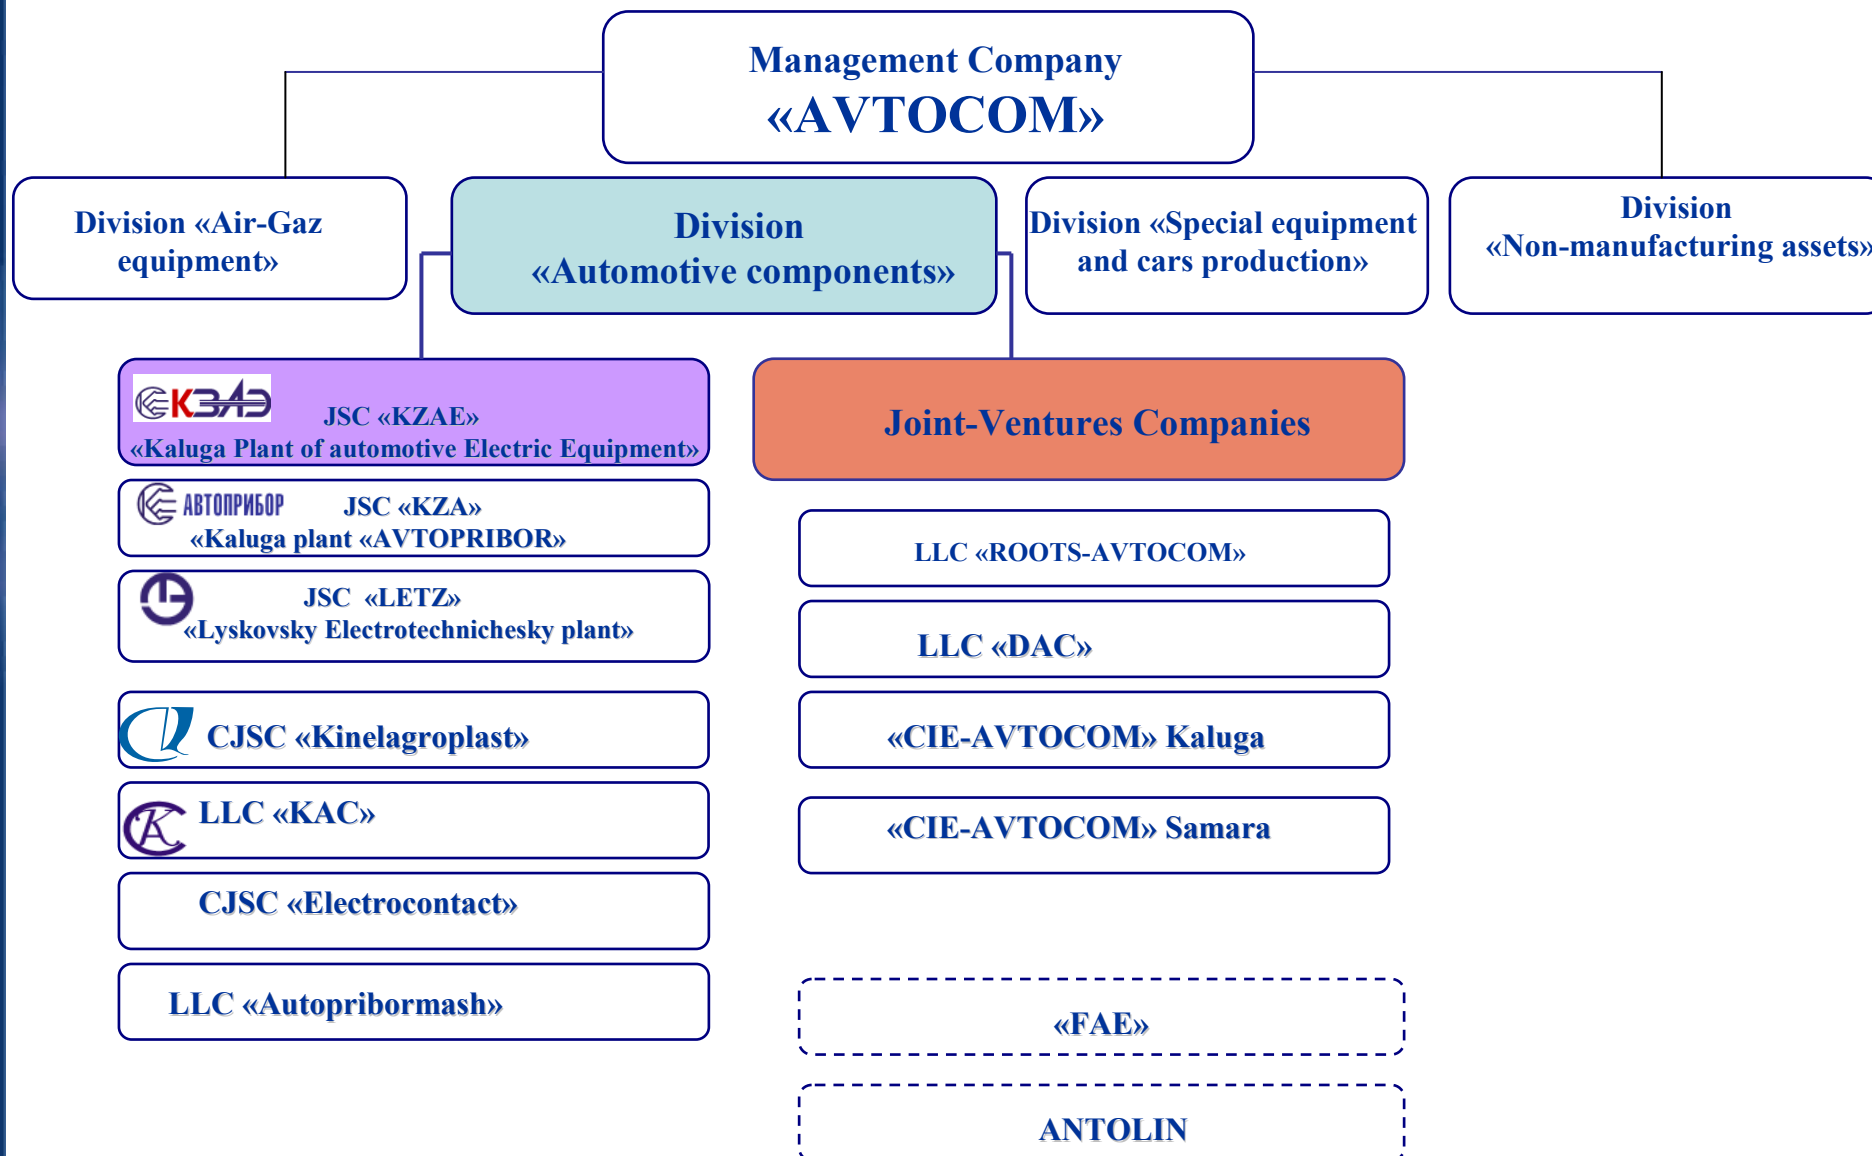 Management Company
«AVTOCOM»
Division «Air-Gaz
equipment»
Division
«Automotive components»
Division «Special equipment
and cars production»
Division
«Non-manufacturing assets»
КЗАЭ
JSC «KZAE»
«Kaluga Plant of automotive Electric Equipment»
АВТОПРИБОР JSC «KZA»
«Kaluga plant «AVTOPRIBOR»
JSC «LETZ»
«Lyskovsky Electrotechnichesky plant»
CJSC «Kinelagroplast»
LLC «KAC»
CJSC «Electrocontact»
LLC «Autopribormash»
Joint-Ventures Companies
LLC «ROOTS-AVTOCOM»
LLC «DAC»
«CIE-AVTOCOM» Kaluga
«CIE-AVTOCOM» Samara
«FAE»
ANTOLIN